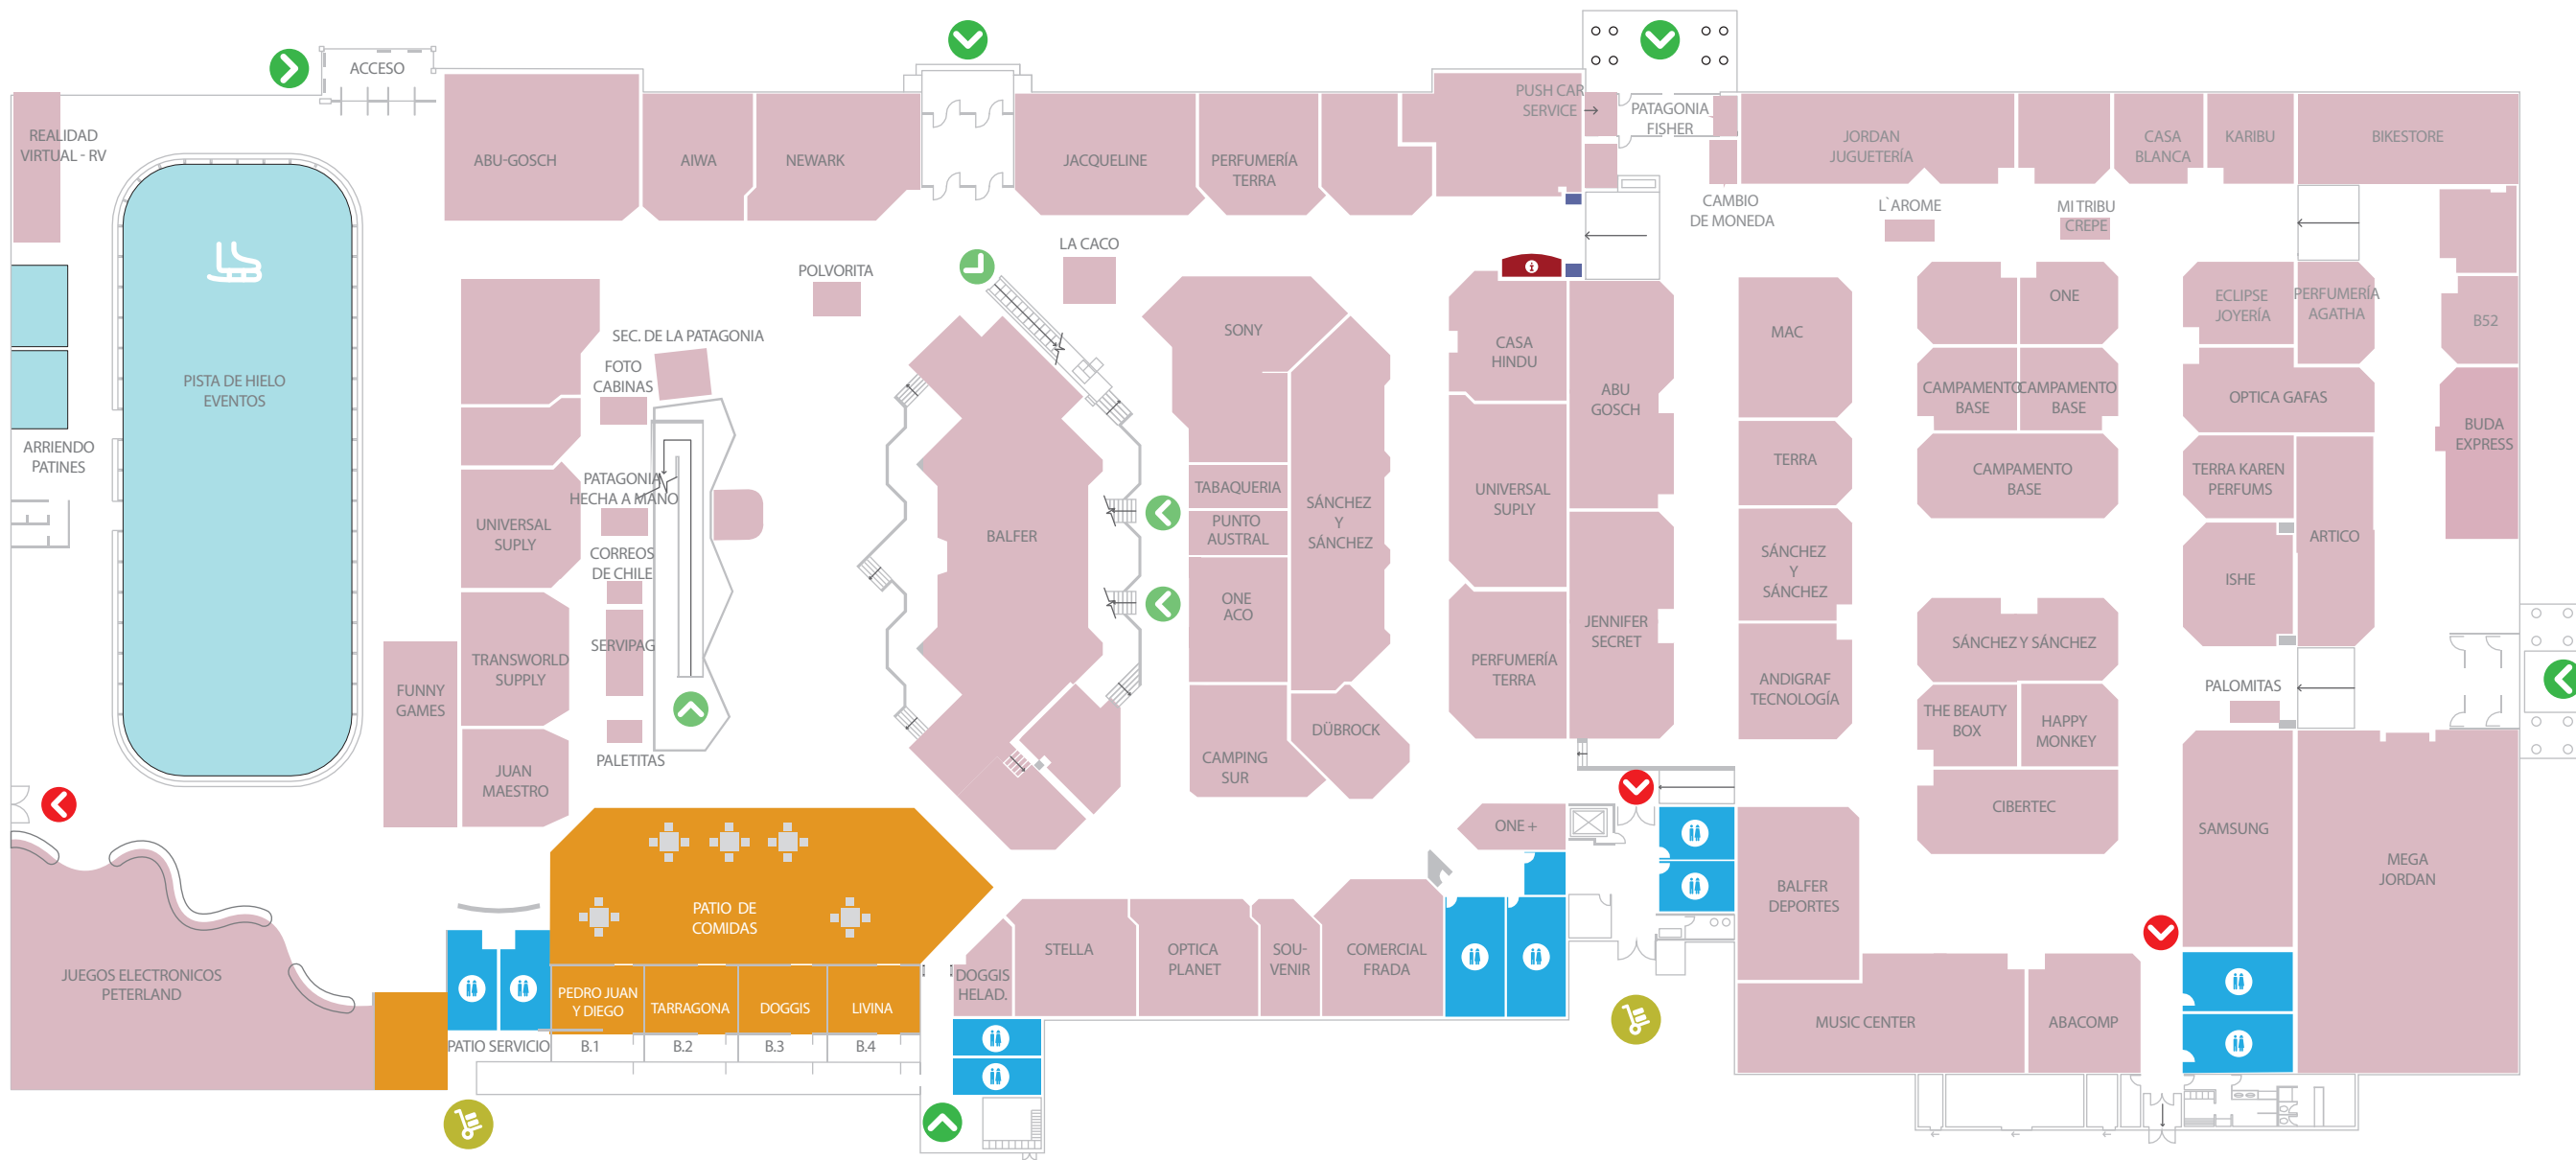 ACCESO
REALIDAD
VIRTUAL - RV
ABU-GOSCH
AIWA
NEWARK
JACQUELINE
PERFUMERÍA
TERRA
PUSH CAR
SERVICE
PATAGONIA
FISHER
JORDAN
JUGUETERÍA
CASA
BLANCA
KARIBU
BIKESTORE
CAMBIO
DE MONEDA
L`AROME
MI TRIBU
CREPE
LA CACO
POLVORITA
SEC. DE LA PATAGONIA
FOTO
CABINAS
PISTA DE HIELO
EVENTOS
ARRIENDO
PATINES
PATAGONIA
HECHA A MANO
UNIVERSAL
SUPLY
CORREOS
DE CHILE
SERVIPAG
TRANSWORLD
SUPPLY
FUNNY
GAMES
PALETITAS
JUAN
MAESTRO
BALFER
SONY
TABAQUERIA
PUNTO
AUSTRAL
ONE
ACO
SÁNCHEZ
Y
SÁNCHEZ
CAMPING
SUR
DÜBROCK
CASA
HINDU
UNIVERSAL
SUPLY
PERFUMERÍA
TERRA
ABU
GOSCH
JENNIFER
SECRET
ONE +
MAC
TERRA
SÁNCHEZ
Y
SÁNCHEZ
ANDIGRAF
TECNOLOGÍA
ONE
CAMPAMENTO
BASE
CAMPAMENTO
BASE
CAMPAMENTO
BASE
SÁNCHEZ Y SÁNCHEZ
THE BEAUTY
BOX
HAPPY
MONKEY
CIBERTEC
ECLIPSE
JOYERÍA
PERFUMERÍA
AGATHA
B52
OPTICA GAFAS
BUDA
EXPRESS
TERRA KAREN
PERFUMS
ARTICO
ISHE
PALOMITAS
SAMSUNG
MEGA
JORDAN
BALFER
DEPORTES
MUSIC CENTER
ABACOMP
JUEGOS ELECTRONICOS
PETERLAND
PATIO DE
COMIDAS
PEDRO JUAN
Y DIEGO
TARRAGONA
DOGGIS
LIVINA
PATIO SERVICIO
B.1
B.2
B.3
B.4
DOGGIS
HELAD.
STELLA
OPTICA
PLANET
SOU-
VENIR
COMERCIAL
FRADA